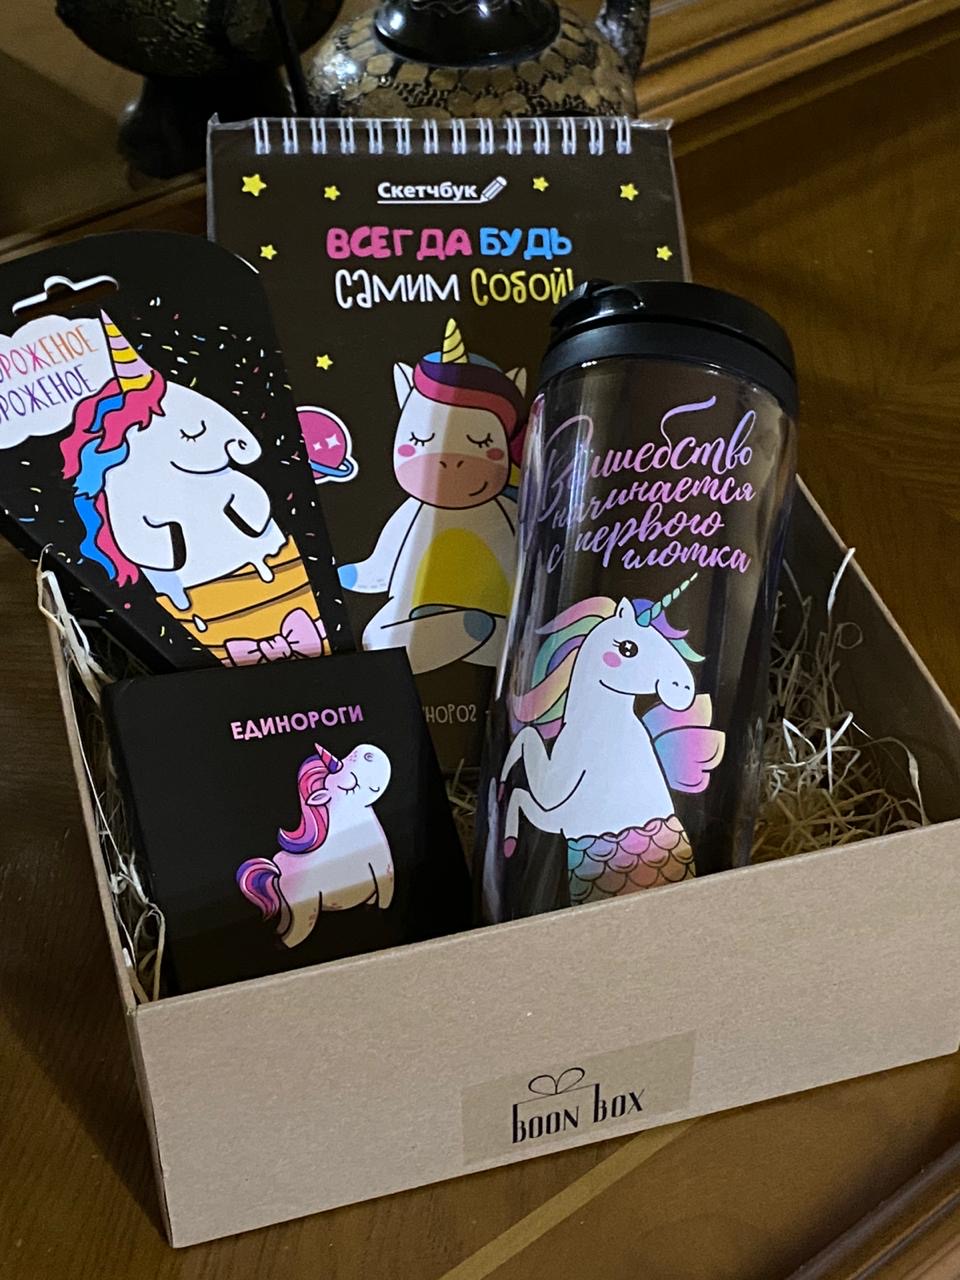 Скетчбук
ВСЕГДА БУДЬ
САМИМ СОБОЙ!
Волшебство
начинается
с первого
глотка
ЕДИНОРОГИ
BOON BOX